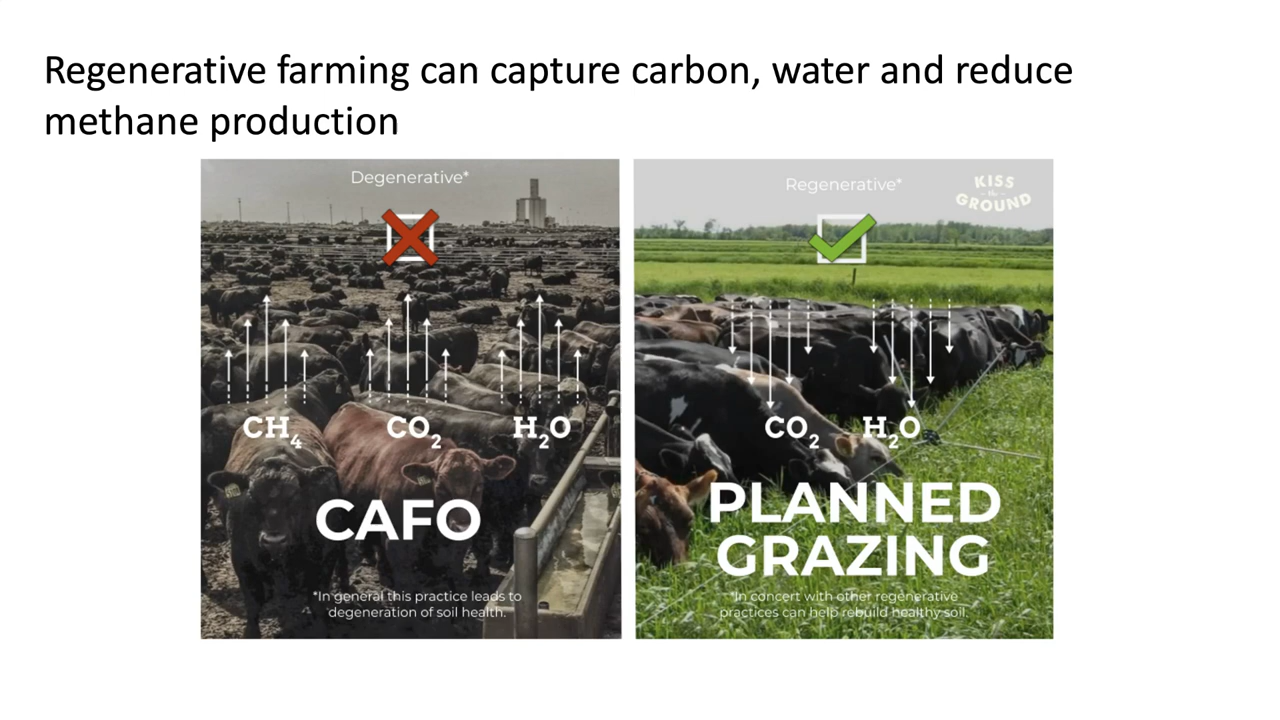 Regenerative farming can capture carbon, water and reduce
methane production
Degenerative*
CH₄
CO₂
H₂O
CAFO
*In general this practice leads to
degeneration of soil health.
Regenerative*
KISS
the
GROUND
CO₂
H₂O
PLANNED
GRAZING
*In concert with other regenerative
practices can help rebuild healthy soil.